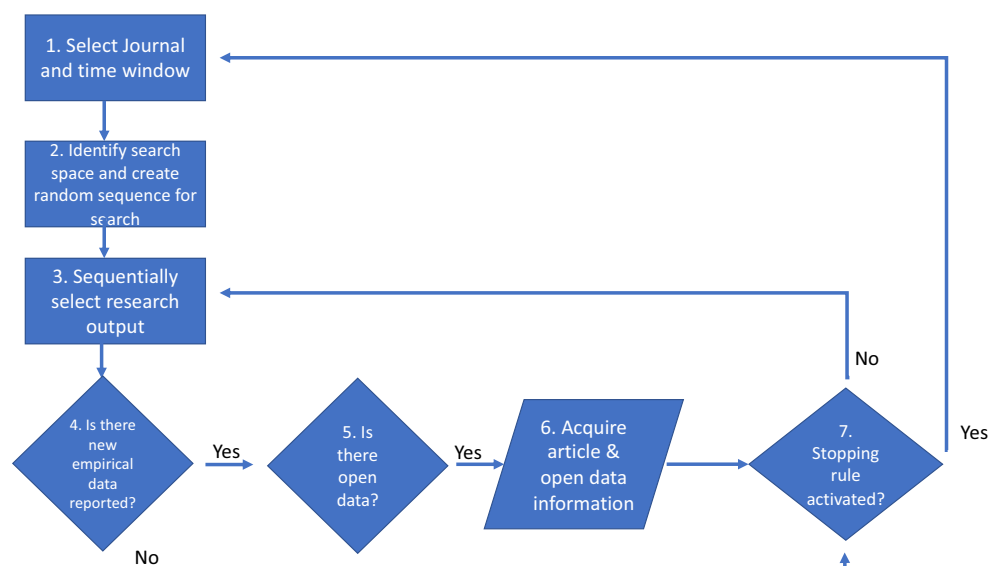 1. Select Journal
and time window
2. Identify search
space and create
random sequence for
search
3. Sequentially
select research
output
No
4. Is there
new
empirical
data
reported?
Yes
5. Is
there
open
data?
Yes
6. Acquire
article &
open data
information
7.
Stopping
rule
activated?
Yes
No